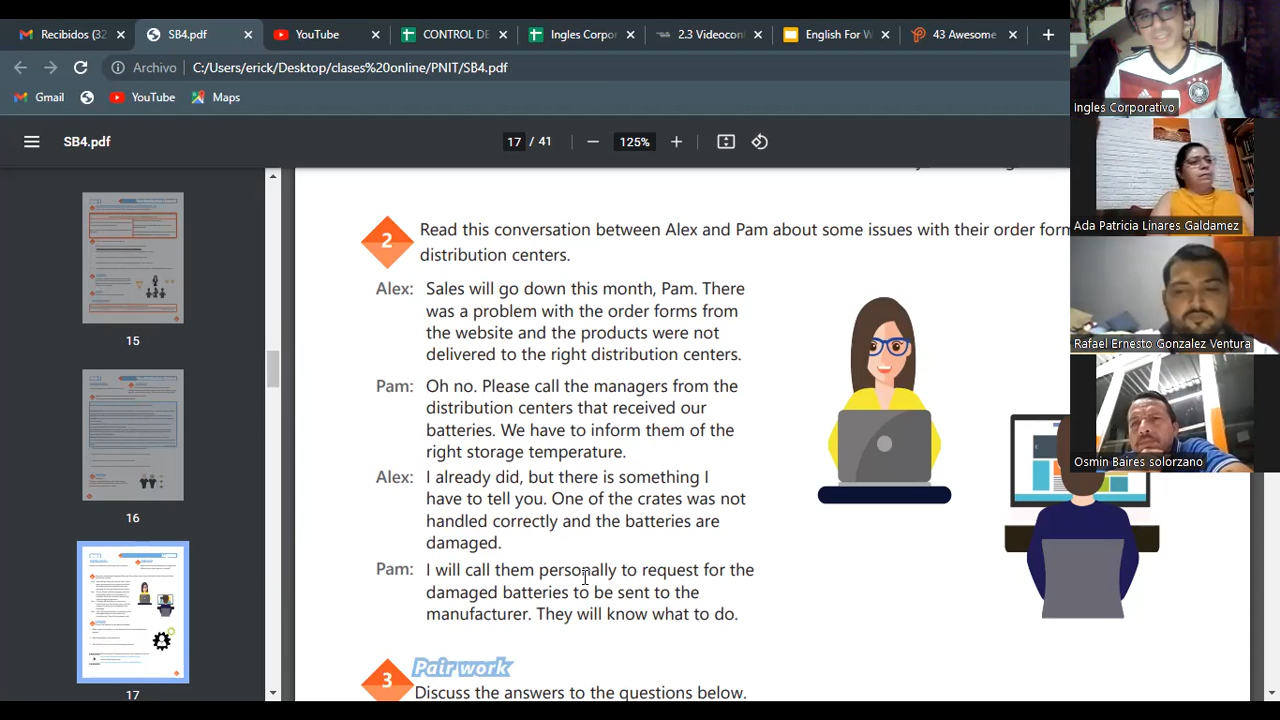 Recibidos (32
SB4.pdf
YouTube
CONTROL DE
Ingles Corpor
2.3 Videoconf
English For W
43 Awesome
Archivo
C:/Users/erick/Desktop/clases%20online/PNIT/SB4.pdf
Gmail
YouTube
Maps
SB4.pdf
17 / 41
125%
Ingles Corporativo
Ada Patricia Linares Galdamez
Rafael Ernesto Gonzalez Ventura
Osmin Baires solorzano
15
16
17
2
Read this conversation between Alex and Pam about some issues with their order form
distribution centers.
Alex: Sales will go down this month, Pam. There
was a problem with the order forms from
the website and the products were not
delivered to the right distribution centers.
Pam: Oh no. Please call the managers from the
distribution centers that received our
batteries. We have to inform them of the
right storage temperature.
Alex: I already did, but there is something I
have to tell you. One of the crates was not
handled correctly and the batteries are
damaged.
Pam: I will call them personally to request for the
damaged batteries to be sent to the
manufacturer. They will know what to do.
3
Pair work
Discuss the answers to the questions below.